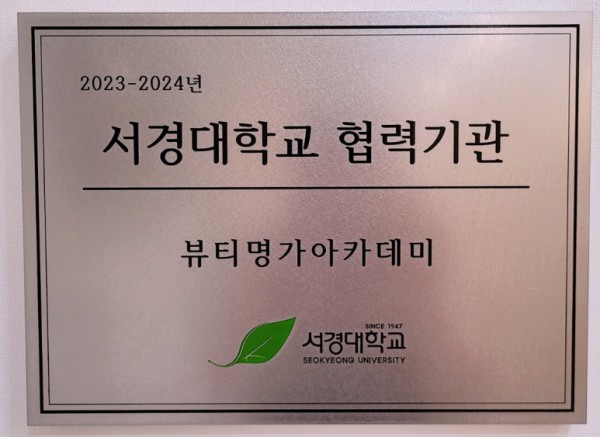 2023-2024년
서경대학교 협력기관
뷰티명가아카데미
SINCE 1947
서경대학교
SEOKYEONG UNIVERSITY